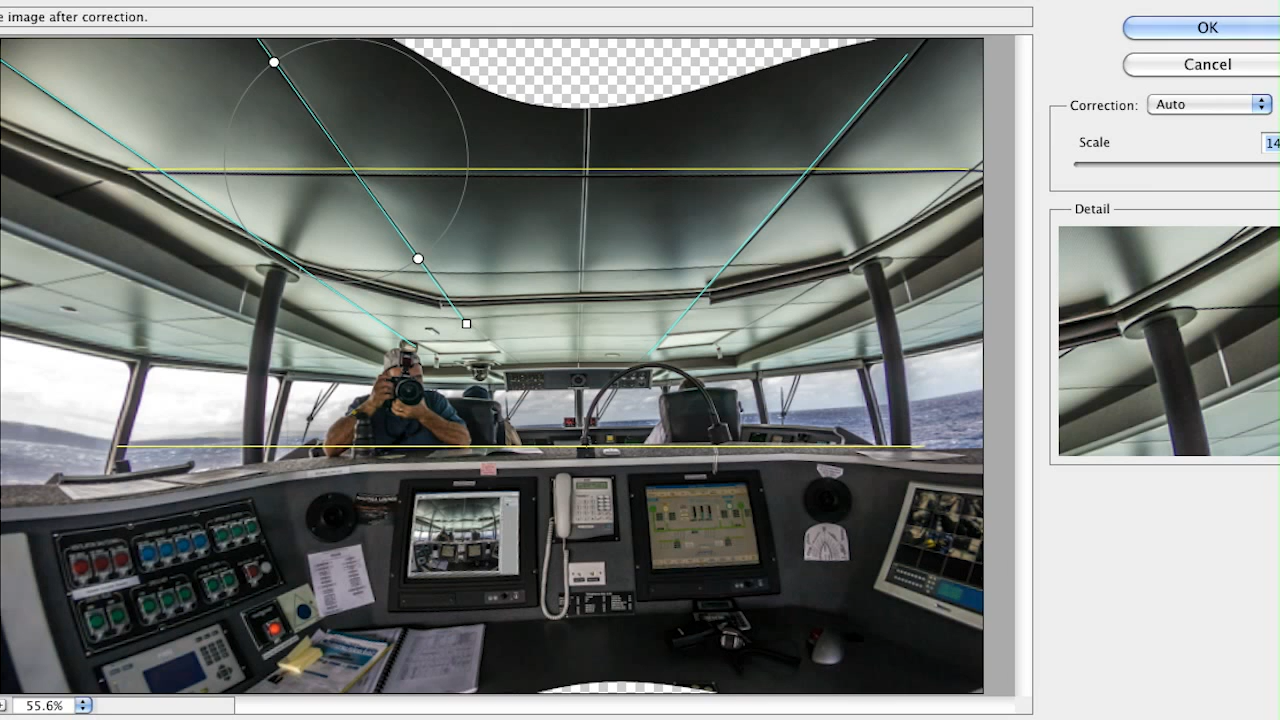 e image after correction.
OK
Cancel
Correction: Auto
Scale 14
Detail
55.6%